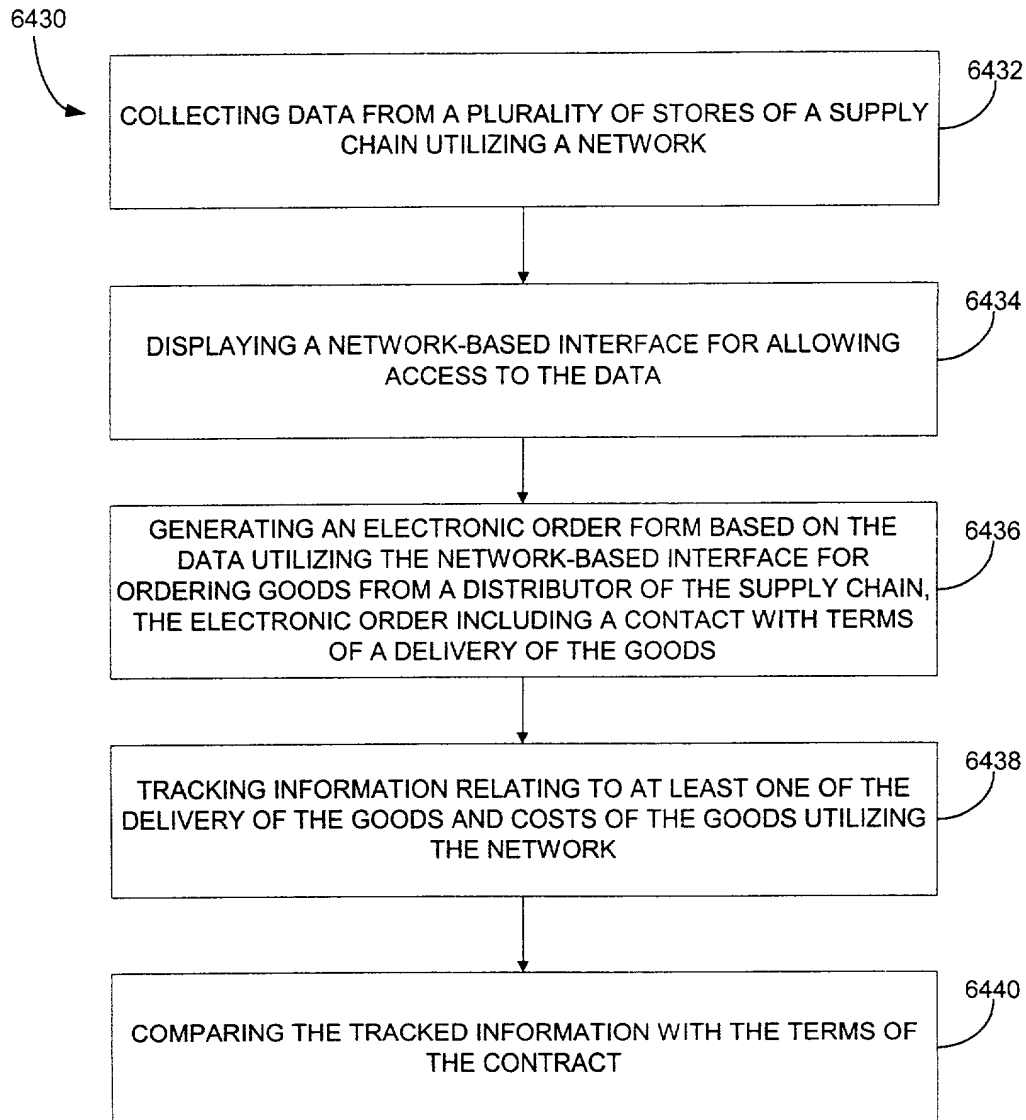 6430
6432
COLLECTING DATA FROM A PLURALITY OF STORES OF A SUPPLY
CHAIN UTILIZING A NETWORK
6434
DISPLAYING A NETWORK-BASED INTERFACE FOR ALLOWING
ACCESS TO THE DATA
6436
GENERATING AN ELECTRONIC ORDER FORM BASED ON THE
DATA UTILIZING THE NETWORK-BASED INTERFACE FOR
ORDERING GOODS FROM A DISTRIBUTOR OF THE SUPPLY CHAIN,
THE ELECTRONIC ORDER INCLUDING A CONTACT WITH TERMS
OF A DELIVERY OF THE GOODS
6438
TRACKING INFORMATION RELATING TO AT LEAST ONE OF THE
DELIVERY OF THE GOODS AND COSTS OF THE GOODS UTILIZING
THE NETWORK
6440
COMPARING THE TRACKED INFORMATION WITH THE TERMS OF
THE CONTRACT